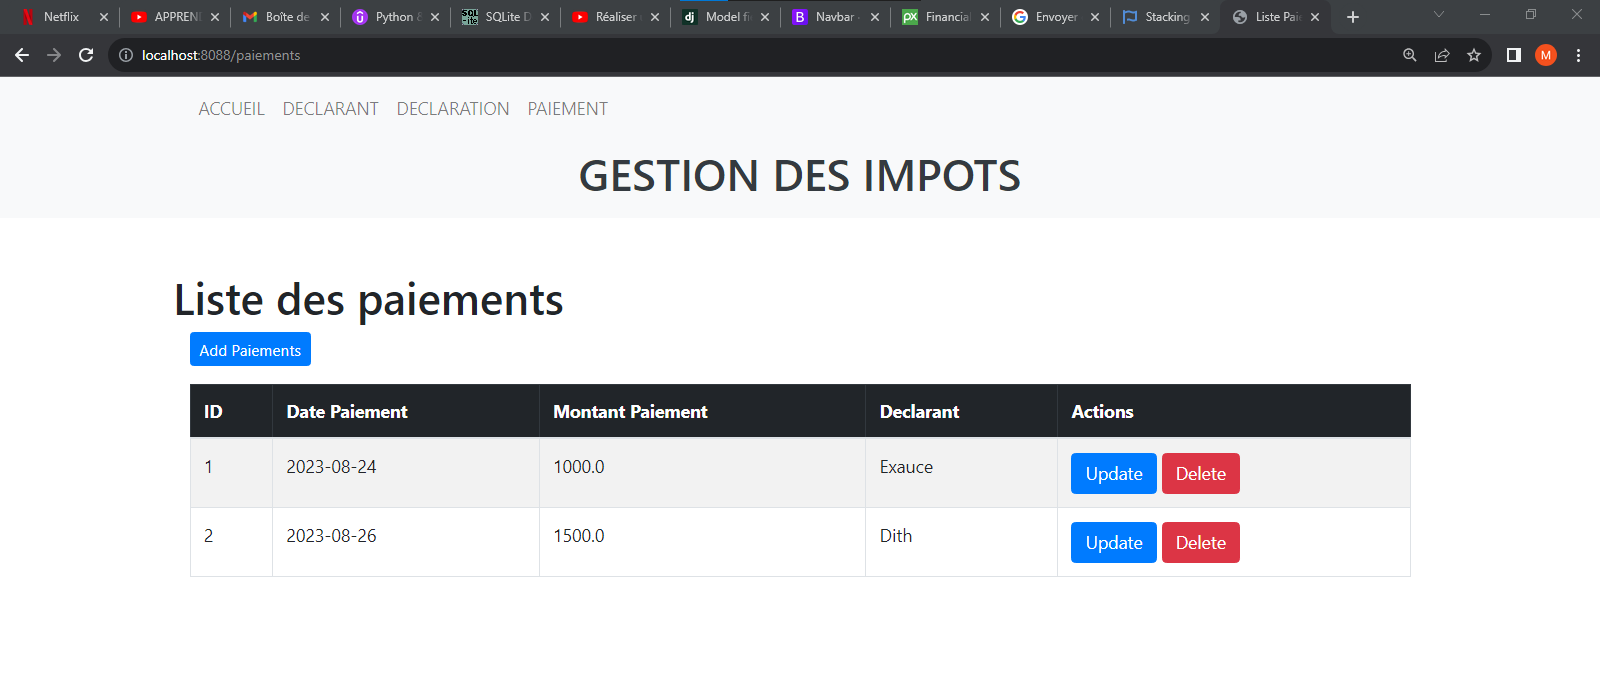 Netflix APPREN Boîte de Python & SQLite D Réaliser Model fi Navbar - Financial Envoyer Stacking Liste Pai
localhost:8088/paiements M
ACCUEIL DECLARANT DECLARATION PAIEMENT
GESTION DES IMPOTS
Liste des paiements
Add Paiements
ID Date Paiement Montant Paiement Declarant Actions
1 2023-08-24 1000.0 Exauce Update Delete
2 2023-08-26 1500.0 Dith Update Delete